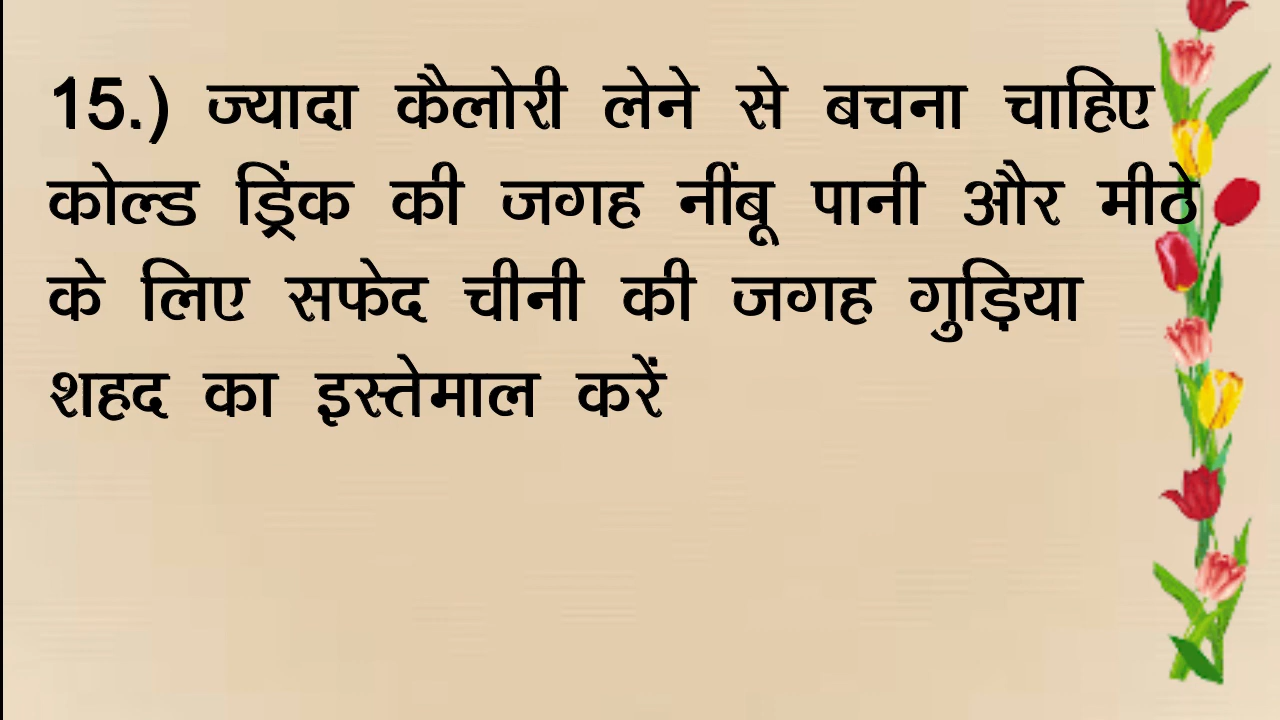 15.) ज्यादा कैलोरी लेने से बचना चाहिए
कोल्ड ड्रिंक की जगह नींबू पानी और मीठे
के लिए सफेद चीनी की जगह गुड़िया
शहद का इस्तेमाल करें